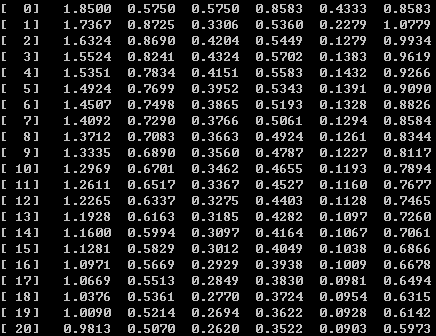 [  0]   1.8500  0.5750  0.5750  0.8583  0.4333  0.8583
[  1]   1.7367  0.8725  0.3306  0.5360  0.2279  1.0779
[  2]   1.6324  0.8690  0.4204  0.5449  0.1279  0.9934
[  3]   1.5524  0.8241  0.4324  0.5702  0.1383  0.9619
[  4]   1.5351  0.7834  0.4151  0.5583  0.1432  0.9266
[  5]   1.4924  0.7699  0.3952  0.5343  0.1391  0.9090
[  6]   1.4507  0.7498  0.3865  0.5193  0.1328  0.8826
[  7]   1.4092  0.7290  0.3766  0.5061  0.1294  0.8584
[  8]   1.3712  0.7083  0.3663  0.4924  0.1261  0.8344
[  9]   1.3335  0.6890  0.3560  0.4787  0.1227  0.8117
[ 10]   1.2969  0.6701  0.3462  0.4655  0.1193  0.7894
[ 11]   1.2611  0.6517  0.3367  0.4527  0.1160  0.7677
[ 12]   1.2265  0.6337  0.3275  0.4403  0.1128  0.7465
[ 13]   1.1928  0.6163  0.3185  0.4282  0.1097  0.7260
[ 14]   1.1600  0.5994  0.3097  0.4164  0.1067  0.7061
[ 15]   1.1281  0.5829  0.3012  0.4049  0.1038  0.6866
[ 16]   1.0971  0.5669  0.2929  0.3938  0.1009  0.6678
[ 17]   1.0669  0.5513  0.2849  0.3830  0.0981  0.6494
[ 18]   1.0376  0.5361  0.2770  0.3724  0.0954  0.6315
[ 19]   1.0090  0.5214  0.2694  0.3622  0.0928  0.6142
[ 20]   0.9813  0.5070  0.2620  0.3522  0.0903  0.5973